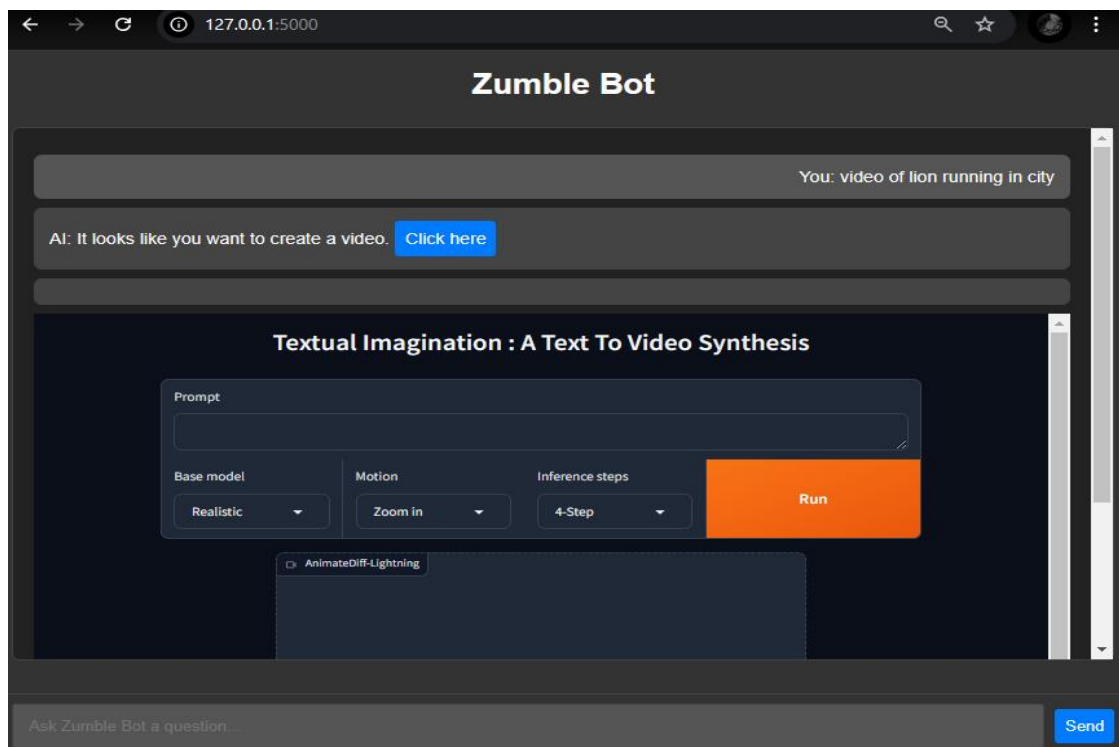 127.0.0.1:5000
Zumble Bot
You: video of lion running in city
AI: It looks like you want to create a video. Click here
Textual Imagination : A Text To Video Synthesis
Prompt
Base model Motion Inference steps
Realistic Zoom in 4-Step Run
AnimateDiff-Lightning
Ask Zumble Bot a question... Send